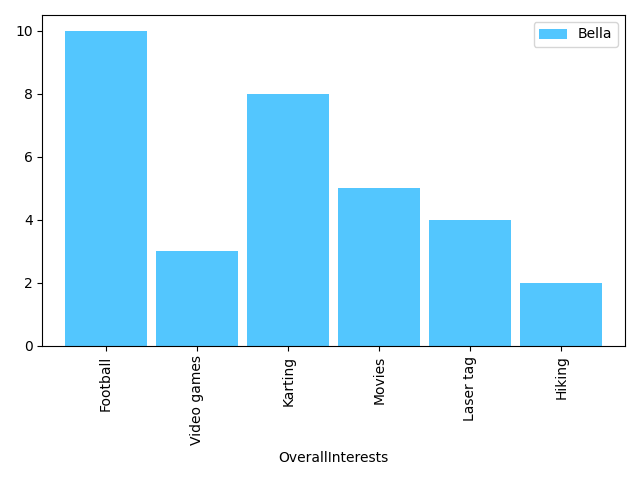 Bella
10
8
6
4
2
0
Football
Video games
Karting
Movies
Laser tag
Hiking
OverallInterests